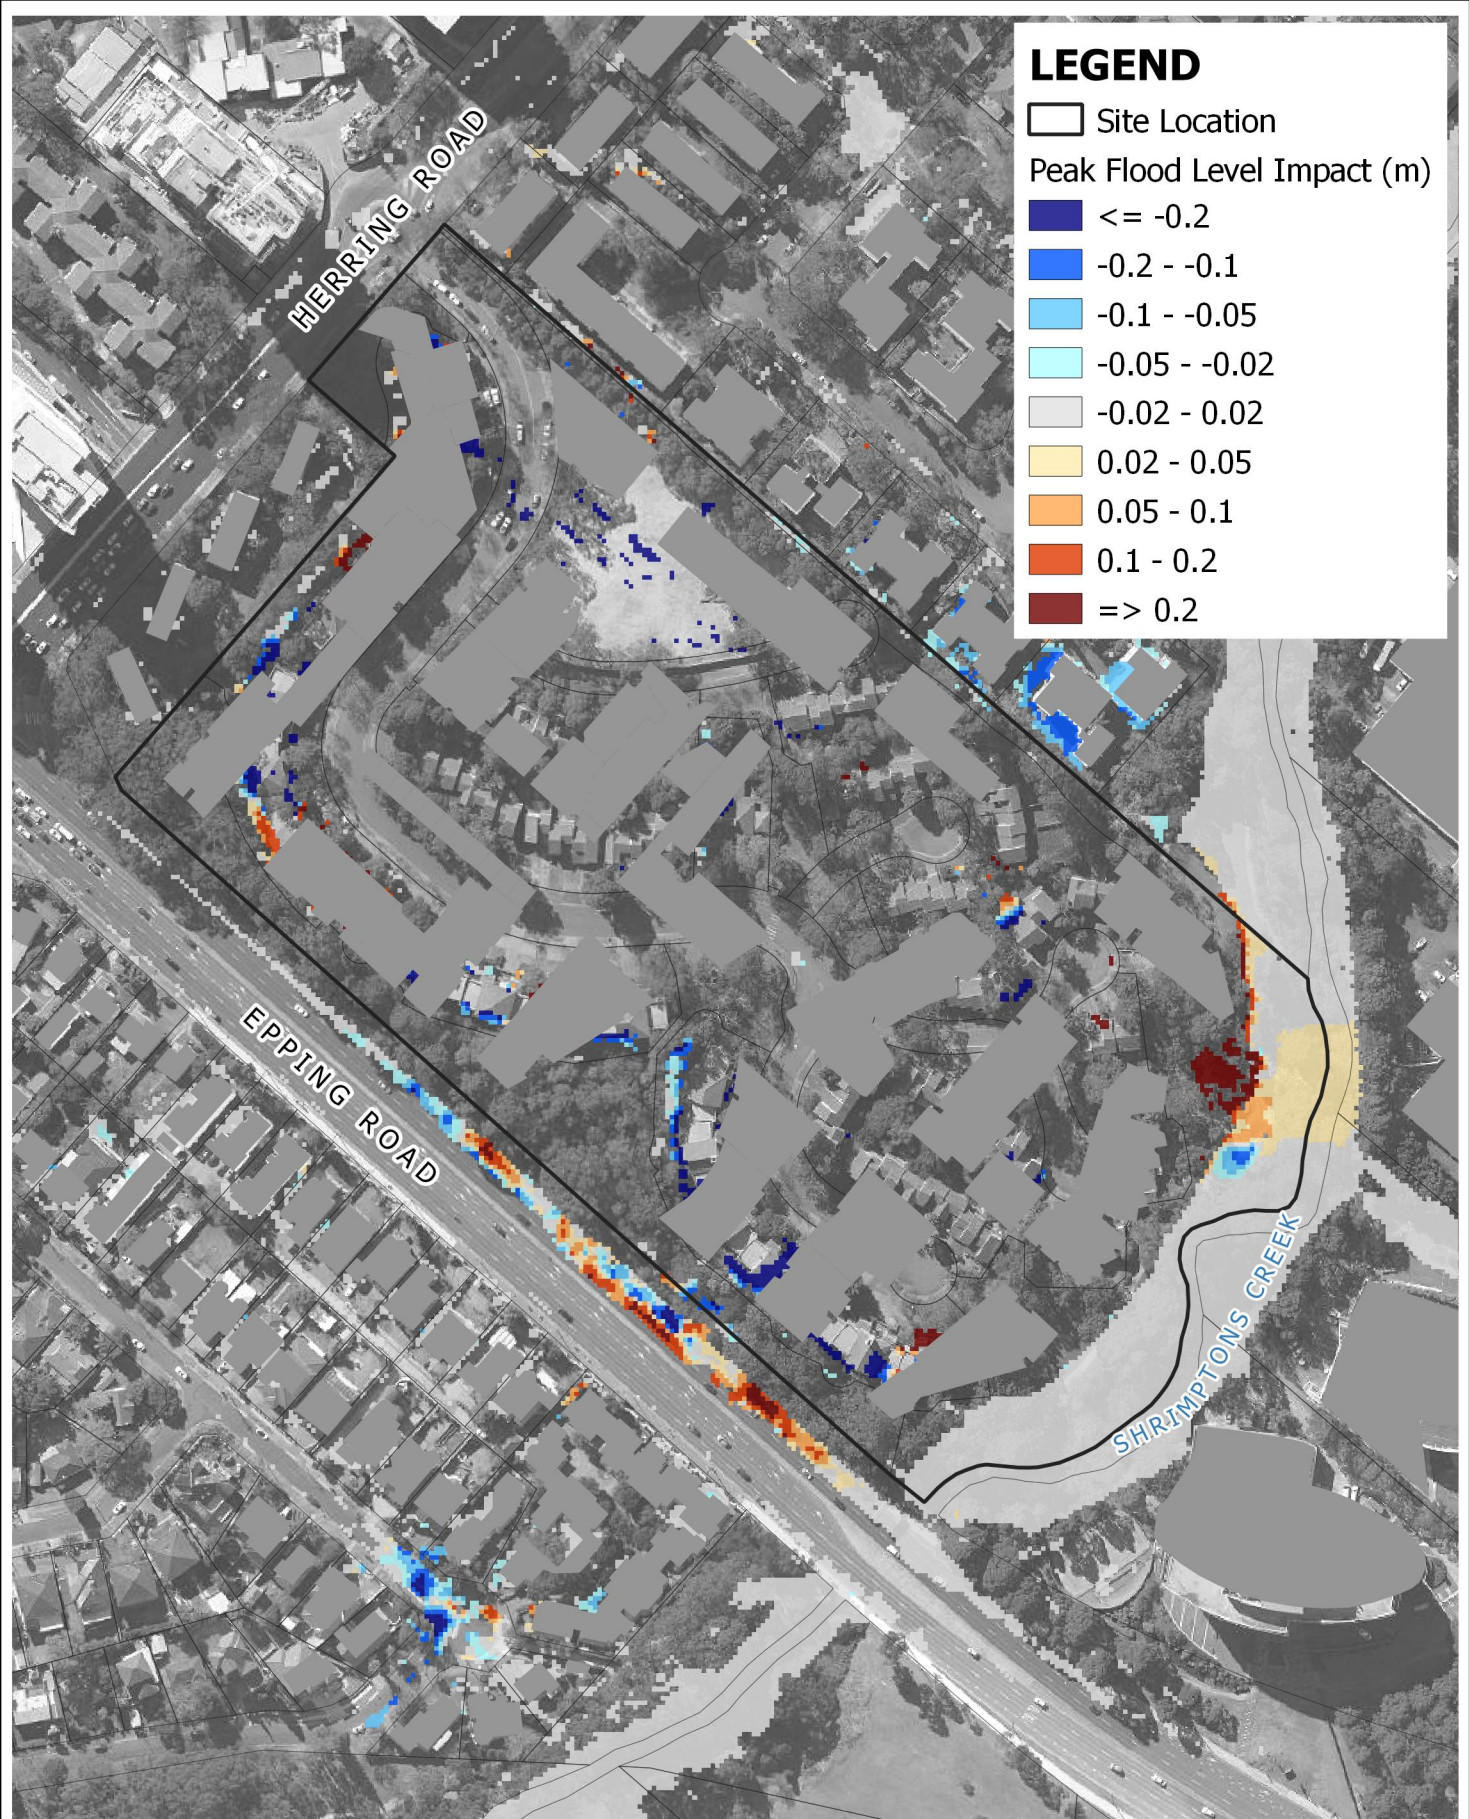 LEGEND
Site Location
Peak Flood Level Impact (m)
<= -0.2
-0.2 - -0.1
-0.1 - -0.05
-0.05 - -0.02
-0.02 - 0.02
0.02 - 0.05
0.05 - 0.1
0.1 - 0.2
=> 0.2
HERRING ROAD
EPPING ROAD
SHRIMPTONS CREEK